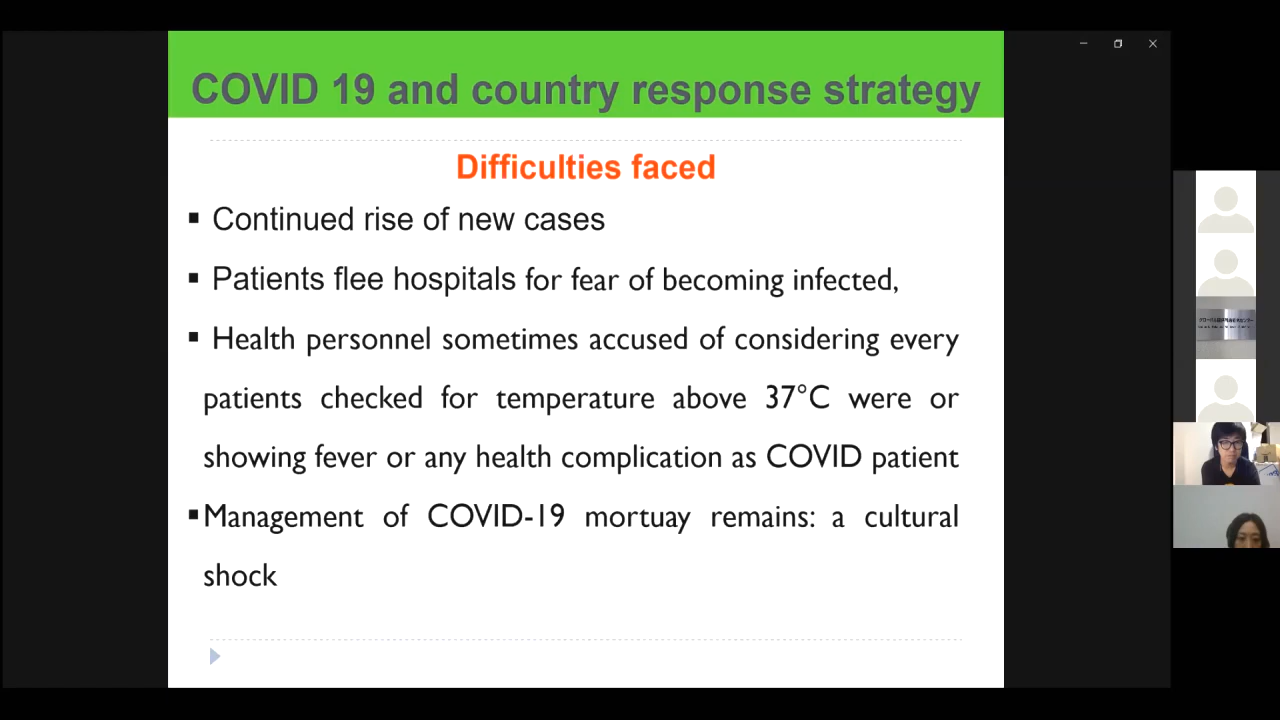 COVID 19 and country response strategy
Difficulties faced
▪ Continued rise of new cases
▪ Patients flee hospitals for fear of becoming infected,
▪ Health personnel sometimes accused of considering every
patients checked for temperature above 37°C were or
showing fever or any health complication as COVID patient
▪Management of COVID-19 mortuay remains: a cultural
shock